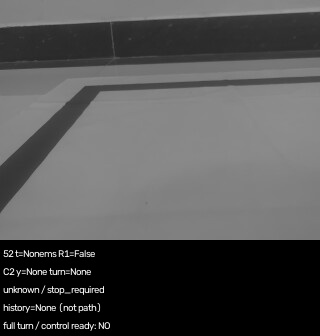 52 t=Nonems R1=False
C2 y=None turn=None
unknown / stop_required
history=None (not path)
full turn / control ready: NO